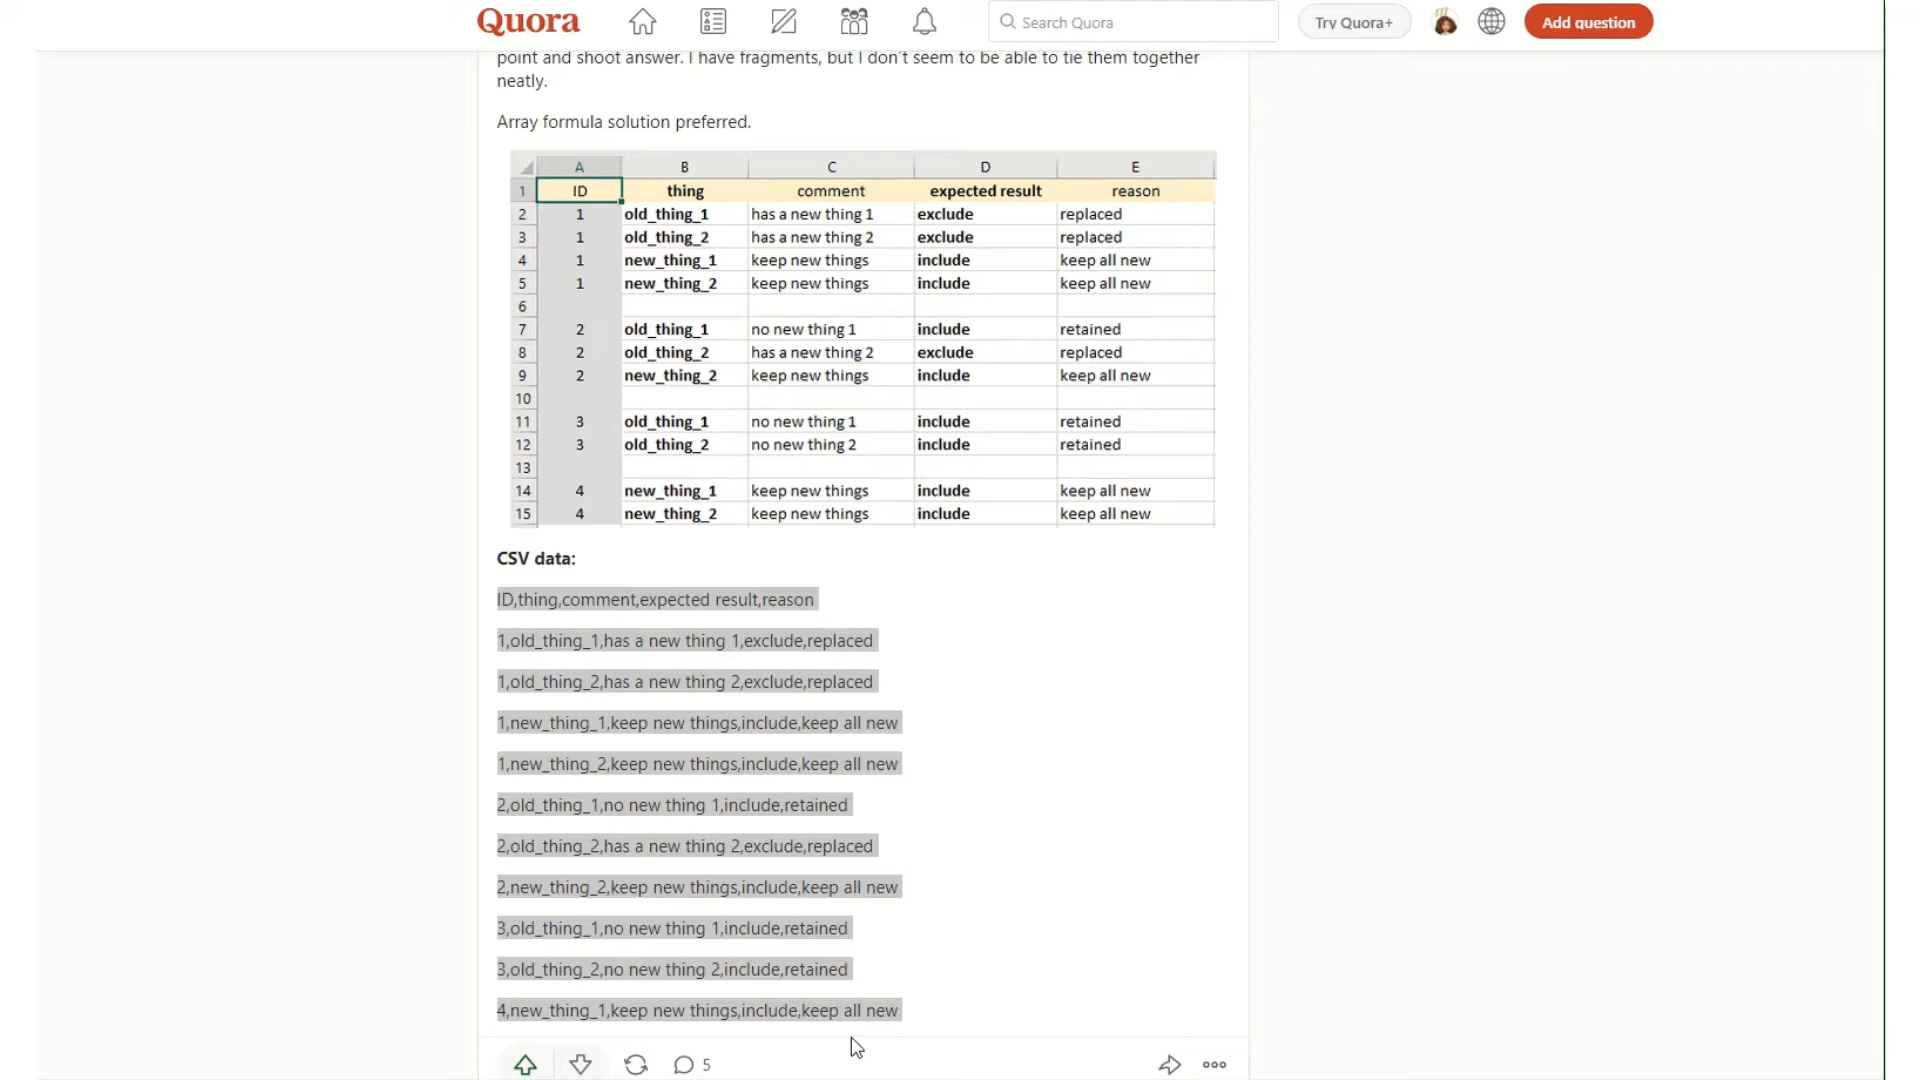 Quora
Search Quora
Try Quora+
Add question
point and shoot answer. I have fragments, but I don't seem to be able to tie them together
neatly.
Array formula solution preferred.
A B C D E
1 ID thing comment expected result reason
2 1 old_thing_1 has a new thing 1 exclude replaced
3 1 old_thing_2 has a new thing 2 exclude replaced
4 1 new_thing_1 keep new things include keep all new
5 1 new_thing_2 keep new things include keep all new
6
7 2 old_thing_1 no new thing 1 include retained
8 2 old_thing_2 has a new thing 2 exclude replaced
9 2 new_thing_2 keep new things include keep all new
10
11 3 old_thing_1 no new thing 1 include retained
12 3 old_thing_2 no new thing 2 include retained
13
14 4 new_thing_1 keep new things include keep all new
15 4 new_thing_2 keep new things include keep all new
CSV data:
ID,thing,comment,expected result,reason
1,old_thing_1,has a new thing 1,exclude,replaced
1,old_thing_2,has a new thing 2,exclude,replaced
1,new_thing_1,keep new things,include,keep all new
1,new_thing_2,keep new things,include,keep all new
2,old_thing_1,no new thing 1,include,retained
2,old_thing_2,has a new thing 2,exclude,replaced
2,new_thing_2,keep new things,include,keep all new
3,old_thing_1,no new thing 1,include,retained
3,old_thing_2,no new thing 2,include,retained
4,new_thing_1,keep new things,include,keep all new
5